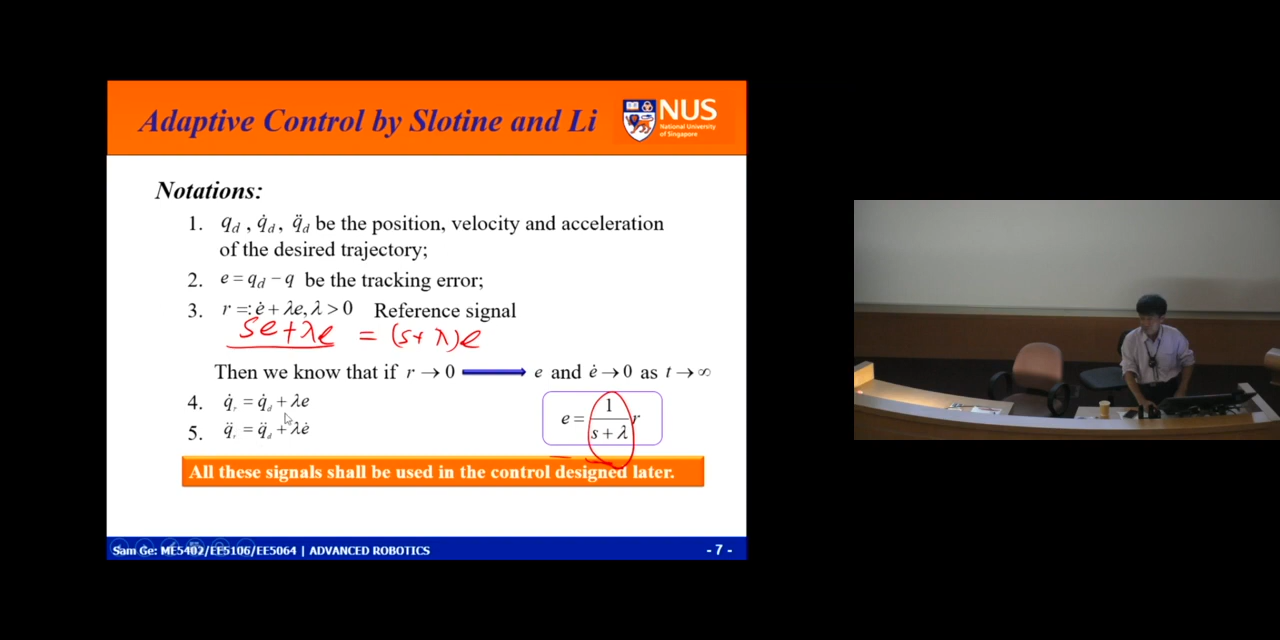 Adaptive Control by Slotine and Li
NUS
National University
of Singapore
Notations:
1. q_d , q̇_d, q̈_d be the position, velocity and acceleration
of the desired trajectory;
2. e = q_d − q be the tracking error;
3. r =: ė + λe, λ > 0 Reference signal
se + λe = (s + λ)e
Then we know that if r → 0 e and ė → 0 as t → ∞
4. q̇_r = q̇_d + λe
5. q̈_r = q̈_d + λė
e = 1/(s + λ) r
All these signals shall be used in the control designed later.
Sam Ge: ME5402/EE5106/EE5064 | ADVANCED ROBOTICS
- 7 -